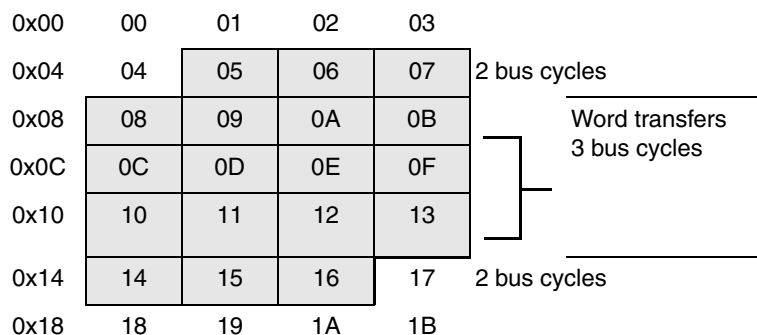 0x00 00 01 02 03
0x04 04 05 06 07 2 bus cycles
0x08 08 09 0A 0B Word transfers
3 bus cycles
0x0C 0C 0D 0E 0F
0x10 10 11 12 13
0x14 14 15 16 17 2 bus cycles
0x18 18 19 1A 1B